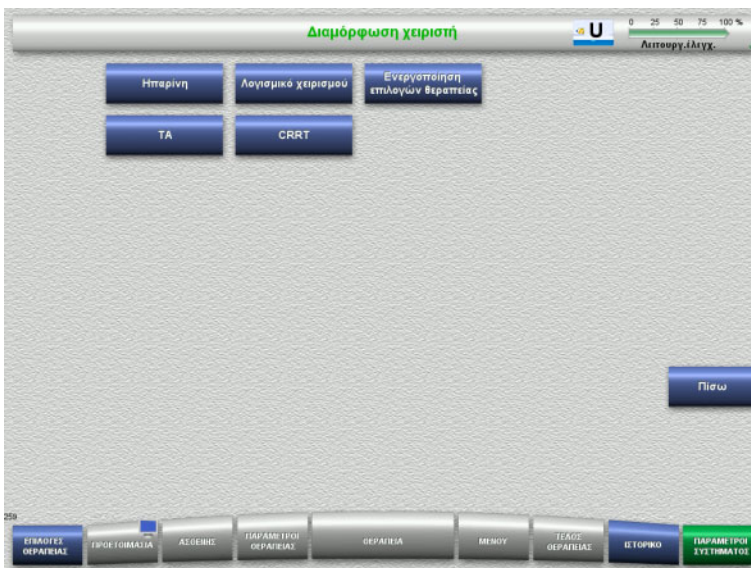 Διαμόρφωση χειριστή
U
0 25 50 75 100 %
Λειτουργ.έλεγχ.
Ηπαρίνη
Λογισμικό χειρισμού
Ενεργοποίηση
επιλογών θεραπείας
ΤΑ
CRRT
Πίσω
259
ΕΠΙΛΟΓΕΣ
ΘΕΡΑΠΕΙΑΣ
ΠΡΟΕΤΟΙΜΑΣΙΑ
ΑΣΘΕΝΗΣ
ΠΑΡΑΜΕΤΡΟΙ
ΘΕΡΑΠΕΙΑΣ
ΘΕΡΑΠΕΙΑ
ΜΕΝΟΥ
ΤΕΛΟΣ
ΘΕΡΑΠΕΙΑΣ
ΙΣΤΟΡΙΚΟ
ΠΑΡΑΜΕΤΡΟΙ
ΣΥΣΤΗΜΑΤΟΣ